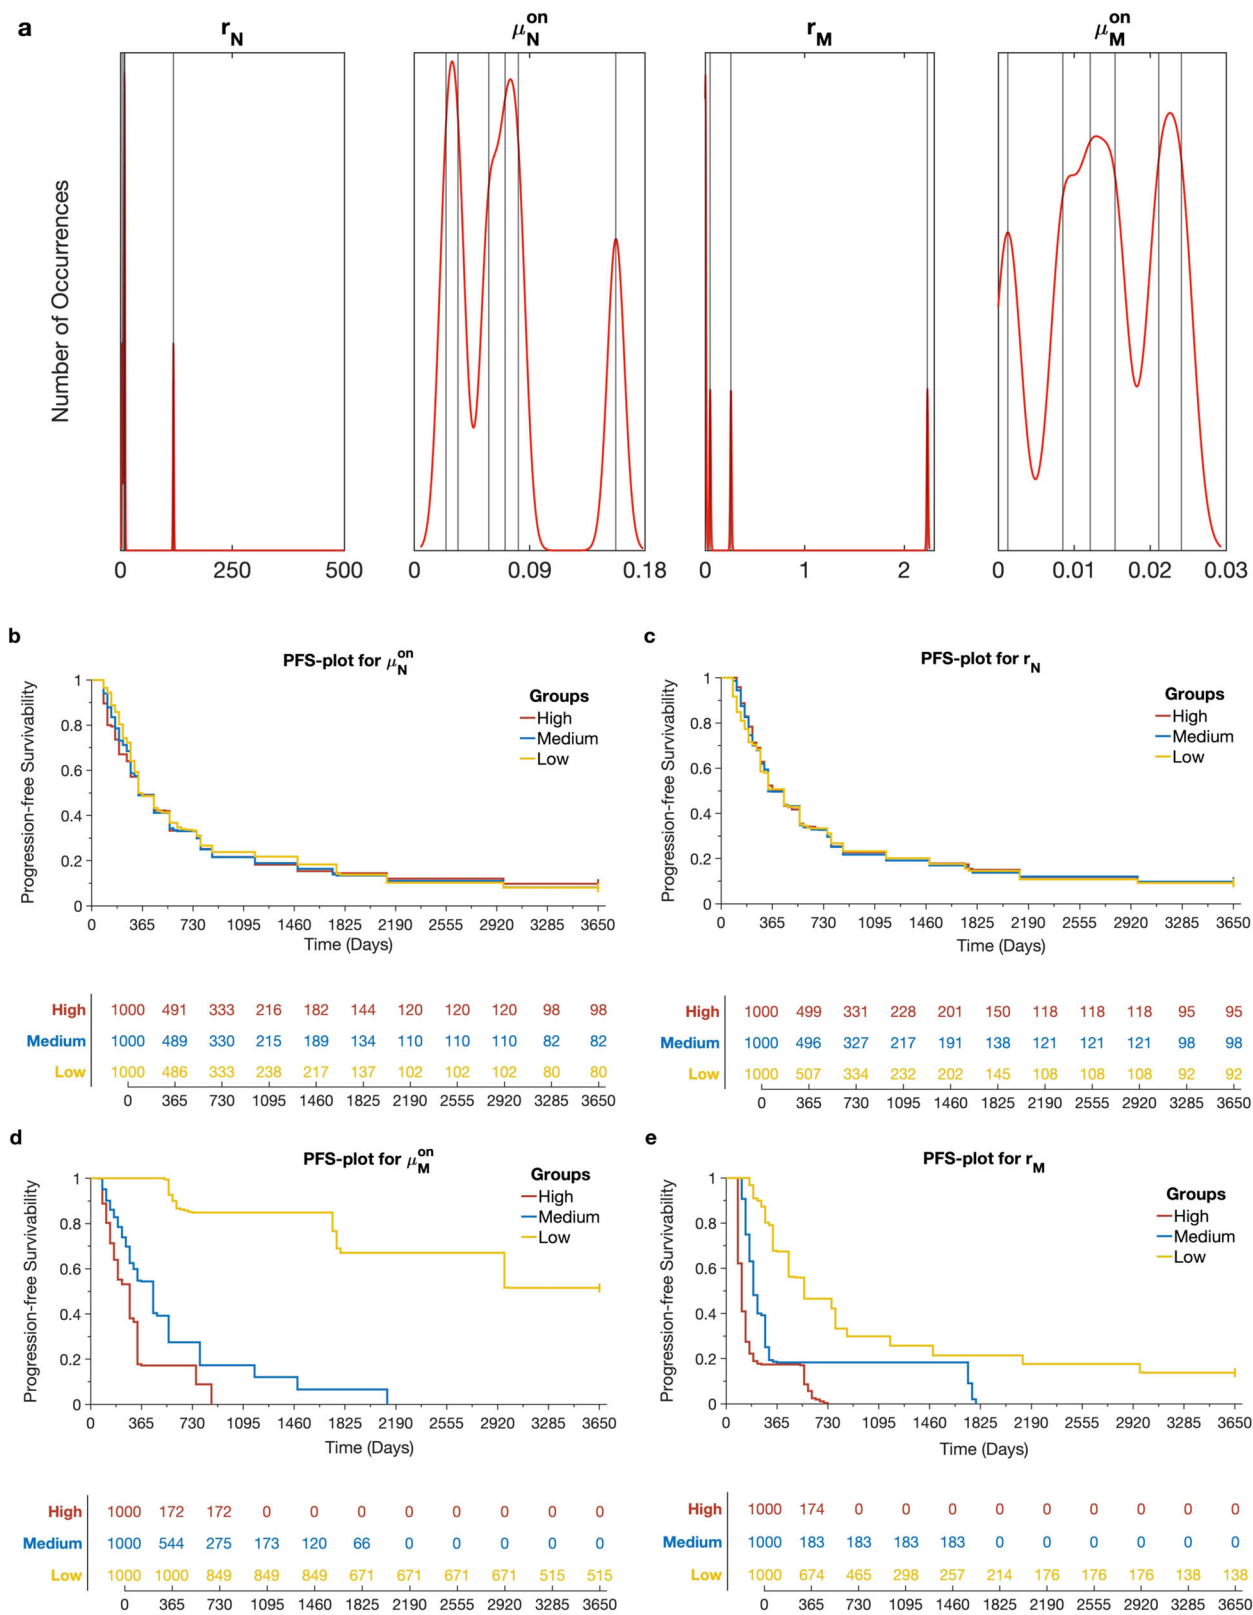 a
r_N
μ_N^on
r_M
μ_M^on
Number of Occurrences
0 250 500
0 0.09 0.18
0 1 2
0 0.01 0.02 0.03
b
PFS-plot for μ_N^on
Progression-free Survivability
1
0.8
0.6
0.4
0.2
0
Groups
High
Medium
Low
0 365 730 1095 1460 1825 2190 2555 2920 3285 3650
Time (Days)
High 1000 491 333 216 182 144 120 120 120 98 98
Medium 1000 489 330 215 189 134 110 110 110 82 82
Low 1000 486 333 238 217 137 102 102 102 80 80
0 365 730 1095 1460 1825 2190 2555 2920 3285 3650
c
PFS-plot for r_N
Progression-free Survivability
1
0.8
0.6
0.4
0.2
0
Groups
High
Medium
Low
0 365 730 1095 1460 1825 2190 2555 2920 3285 3650
Time (Days)
High 1000 499 331 228 201 150 118 118 118 95 95
Medium 1000 496 327 217 191 138 121 121 121 98 98
Low 1000 507 334 232 202 145 108 108 108 92 92
0 365 730 1095 1460 1825 2190 2555 2920 3285 3650
d
PFS-plot for μ_M^on
Progression-free Survivability
1
0.8
0.6
0.4
0.2
0
Groups
High
Medium
Low
0 365 730 1095 1460 1825 2190 2555 2920 3285 3650
Time (Days)
High 1000 172 172 0 0 0 0 0 0 0 0
Medium 1000 544 275 173 120 66 0 0 0 0 0
Low 1000 1000 849 849 849 671 671 671 671 515 515
0 365 730 1095 1460 1825 2190 2555 2920 3285 3650
e
PFS-plot for r_M
Progression-free Survivability
1
0.8
0.6
0.4
0.2
0
Groups
High
Medium
Low
0 365 730 1095 1460 1825 2190 2555 2920 3285 3650
Time (Days)
High 1000 174 0 0 0 0 0 0 0 0 0
Medium 1000 183 183 183 183 0 0 0 0 0 0
Low 1000 674 465 298 257 214 176 176 176 138 138
0 365 730 1095 1460 1825 2190 2555 2920 3285 3650